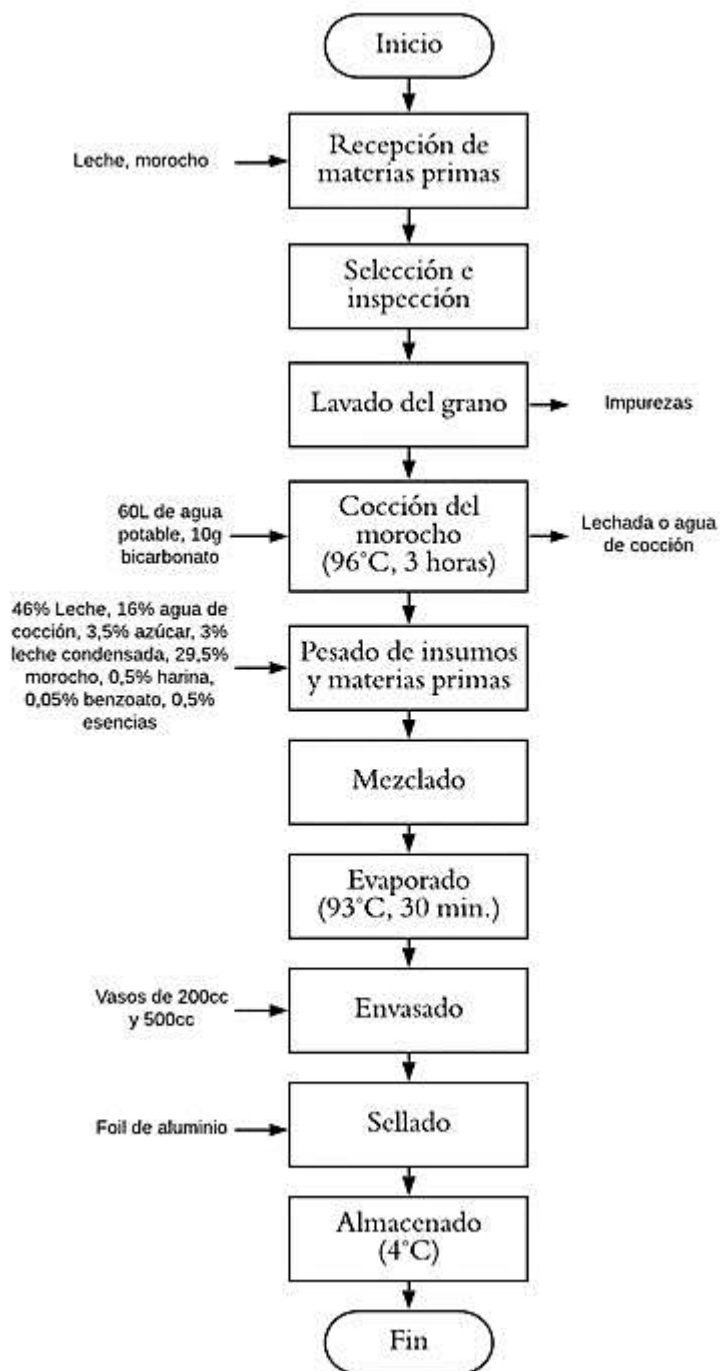 Inicio
Leche, morocho
Recepción de
materias primas
Selección e
inspección
Lavado del grano
Impurezas
60L de agua
potable, 10g
bicarbonato
Cocción del
morocho
(96°C, 3 horas)
Lechada o agua
de cocción
46% Leche, 16% agua de
cocción, 3,5% azúcar, 3%
leche condensada, 29,5%
morocho, 0,5% harina,
0,05% benzoato, 0,5%
esencias
Pesado de insumos
y materias primas
Mezclado
Evaporado
(93°C, 30 min.)
Vasos de 200cc
y 500cc
Envasado
Foil de aluminio
Sellado
Almacenado
(4°C)
Fin